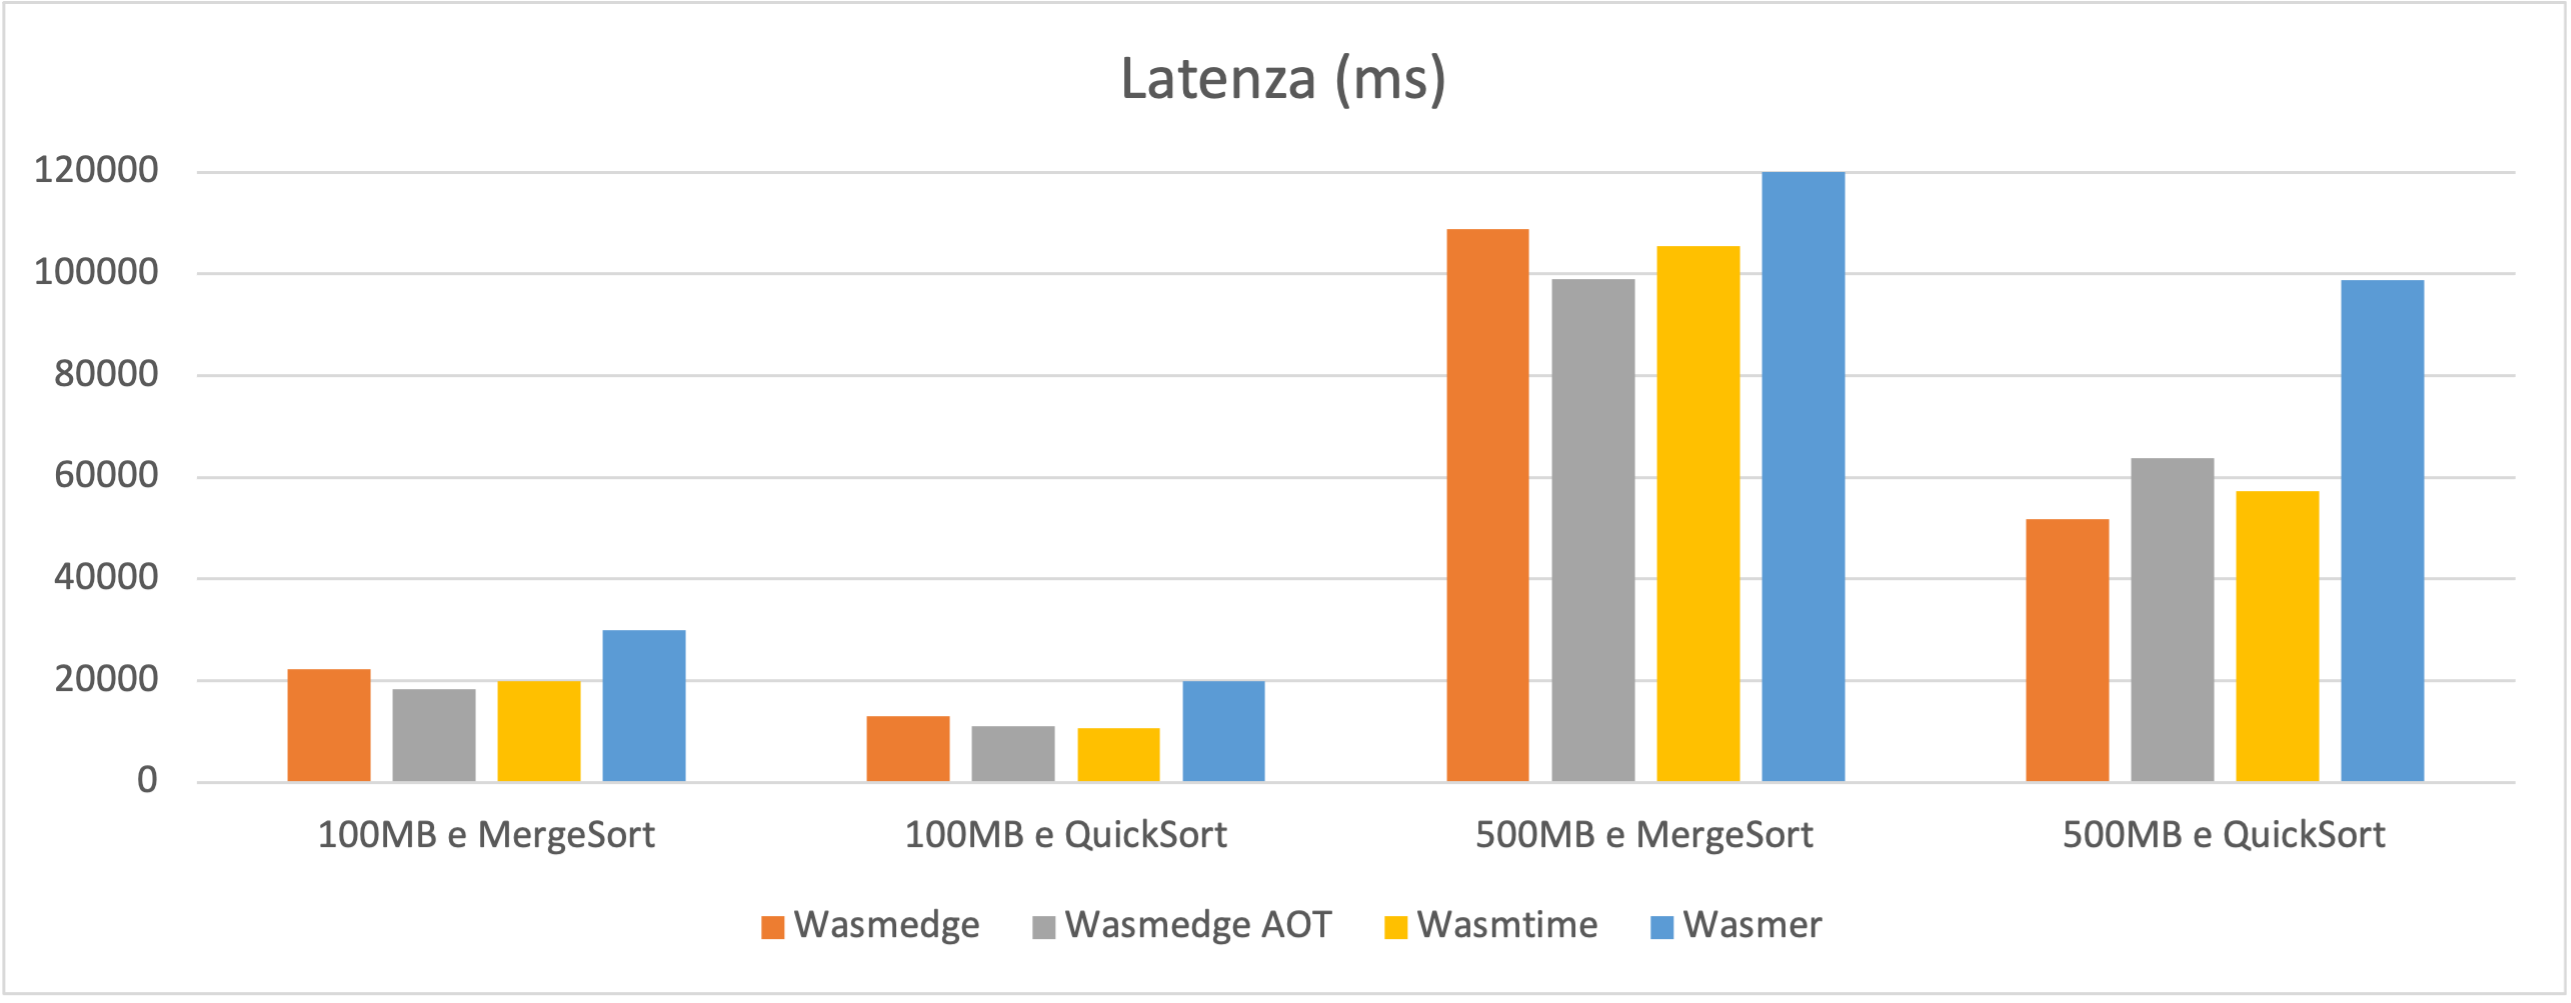 Latenza (ms)
120000
100000
80000
60000
40000
20000
0
100MB e MergeSort
100MB e QuickSort
500MB e MergeSort
500MB e QuickSort
Wasmedge
Wasmedge AOT
Wasmtime
Wasmer